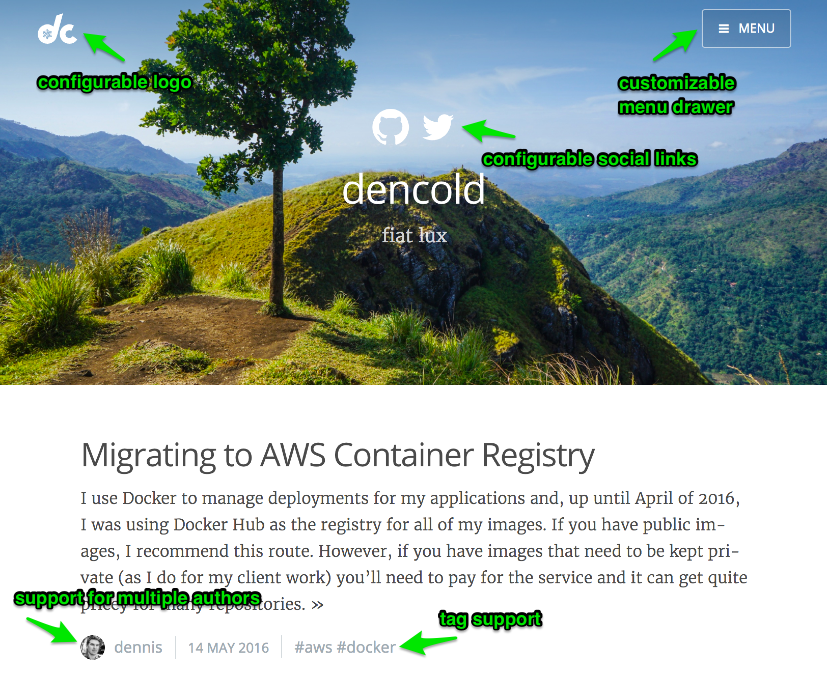 dc
MENU
configurable logo
customizable
menu drawer
configurable social links
dencold
fiat lux
Migrating to AWS Container Registry
I use Docker to manage deployments for my applications and, up until April of 2016,
I was using Docker Hub as the registry for all of my images. If you have public im-
ages, I recommend this route. However, if you have images that need to be kept pri-
vate (as I do for my client work) you’ll need to pay for the service and it can get quite
support for multiple authors
pricey for many repositories. »
tag support
dennis 14 MAY 2016 #aws #docker